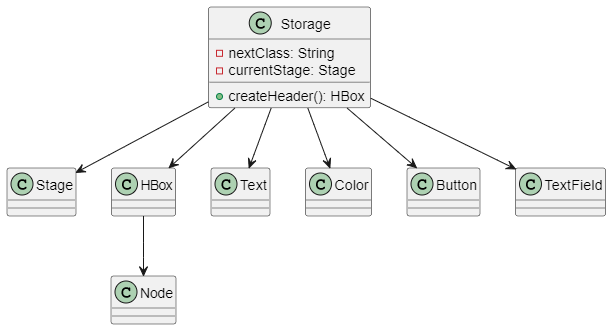 C Storage
nextClass: String
currentStage: Stage
createHeader(): HBox
C Stage
C HBox
C Text
C Color
C Button
C TextField
C Node